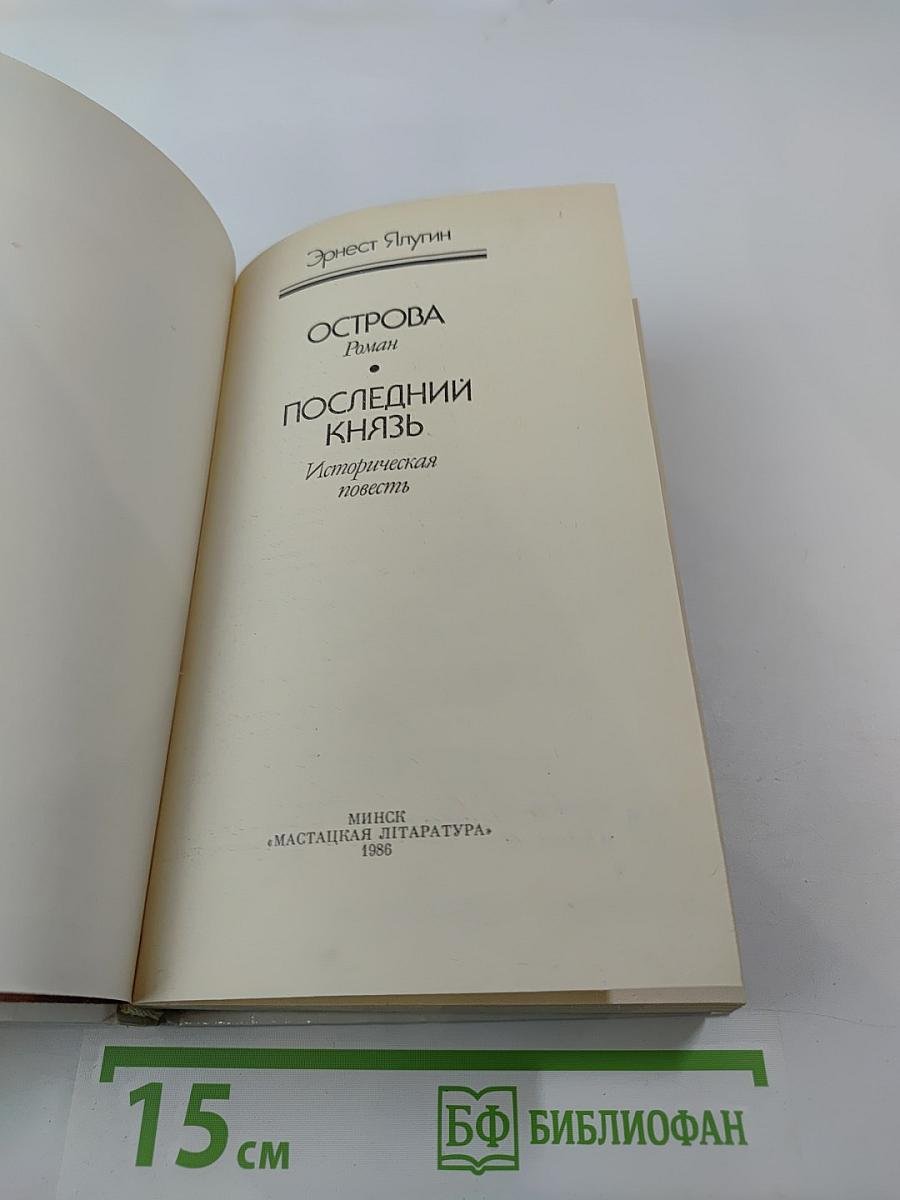 Эрнест Ялугин
ОСТРОВА
Роман
•
ПОСЛЕДНИЙ
КНЯЗЬ
Историческая
повесть
МИНСК
«МАСТАЦКАЯ ЛІТАРАТУРА»
1986
15 см
БФ БИБЛИОФАН